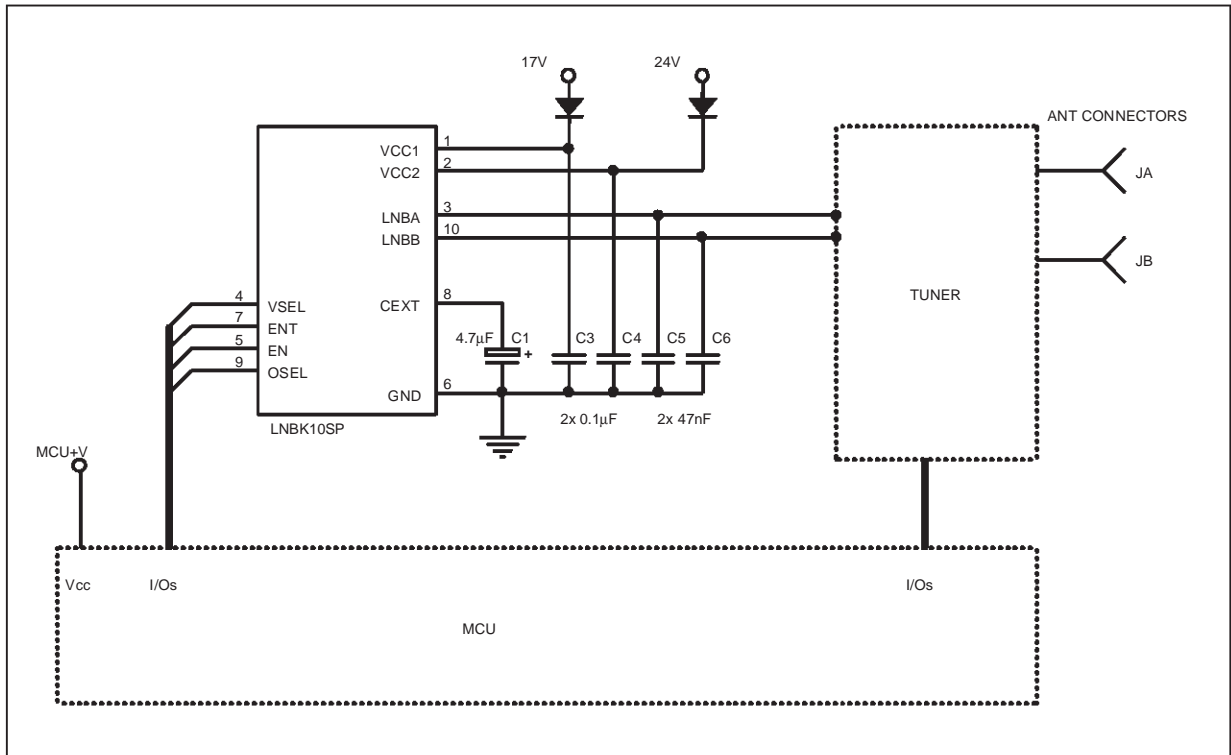 17V
24V
ANT CONNECTORS
VCC1
1
VCC2
2
JA
LNBA
3
LNBB
10
JB
TUNER
4
VSEL
CEXT
8
7
ENT
5
EN
9
OSEL
4.7μF
C1
+
C3
C4
C5
C6
GND
6
2x 0.1μF
2x 47nF
LNBK10SP
MCU+V
Vcc
I/Os
I/Os
MCU